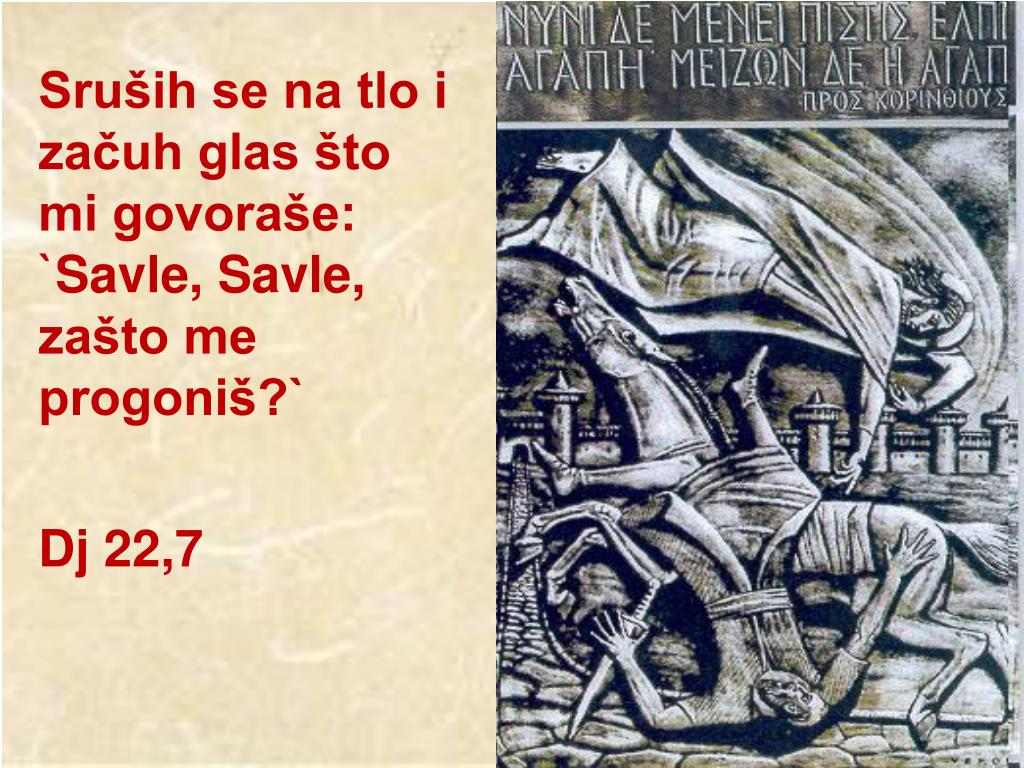 Sruših se na tlo i
začuh glas što
mi govoraše:
`Savle, Savle,
zašto me
progoniš?`
Dj 22,7
ΝΥΝΙ ΔΕ ΜΕΝΕΙ ΠΙΣΤΙΣ, ΕΛΠΙ
ΑΓΑΠΗ ΜΕΙΖΩΝ ΔΕ Η ΑΓΑΠ
ΠΡΟΣ ΚΟΡΙΝΘΙΟΥΣ